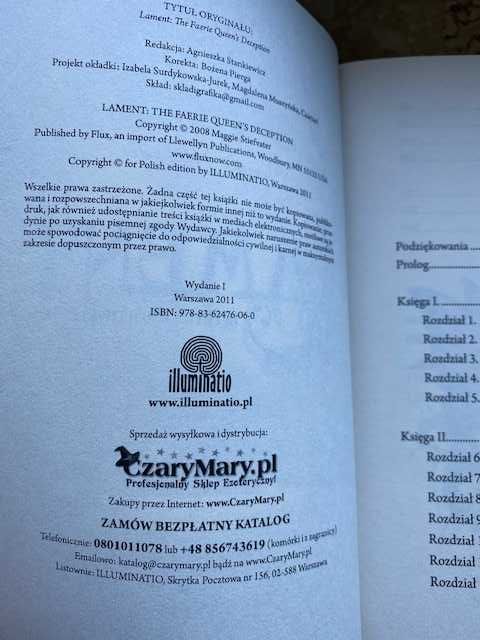 TYTUŁ ORYGINAŁU:
Lament: The Faerie Queen's Deception
Redakcja: Agnieszka Stankiewicz
Korekta: Bożena Pierga
Projekt okładki: Izabela Surdykowska-Jurek, Magdalena Muszyńska,
Skład: skladigrafika@gmail.com
LAMENT: THE FAERIE QUEEN'S DECEPTION
Copyright © 2008 Maggie Stiefvater
Published by Flux, an import of Llewellyn Publications, Woodbury, MN
www.fluxnow.com
Copyright © for Polish edition by ILLUMINATIO, Warszawa 2011
Wszelkie prawa zastrzeżone. Żadna część tej książki nie może być kopiowana, publiko-
wana i rozpowszechniana w jakiejkolwiek formie innej niż to wydanie. Kopiowanie,
druk, jak również udostępnianie treści książki w mediach elektronicznych, możliwe są
dynie po uzyskaniu pisemnej zgody Wydawcy. Jakiekolwiek naruszenie praw autorskich
może spowodować pociągnięcie do odpowiedzialności cywilnej i karnej w maksymalnym
zakresie dopuszczonym przez prawo.
Wydanie I
Warszawa 2011
ISBN: 978-83-62476-06-0
illuminatio
www.illuminatio.pl
Sprzedaż wysyłkowa i dystrybucja:
CzaryMary.pl
Profesjonalny Sklep Ezoteryczny!
Zakupy przez Internet: www.CzaryMary.pl
ZAMÓW BEZPŁATNY KATALOG
Telefonicznie: 0801011078 lub +48 856743619 (komórki i z zagranicy)
Emailowo: katalog@czarymary.pl bądź na www.CzaryMary.pl
Listownie: ILLUMINATIO, Skrytka Pocztowa nr 156, 02-588 Warszawa
Podziękowania
Prolog
Księga I.
Rozdział 1.
Rozdział 2.
Rozdział 3.
Rozdział 4.
Rozdział 5.
Księga II
Rozdział 6
Rozdział 7
Rozdział 8
Rozdział 9
Rozdział 1
Rozdział 1
Rozdział